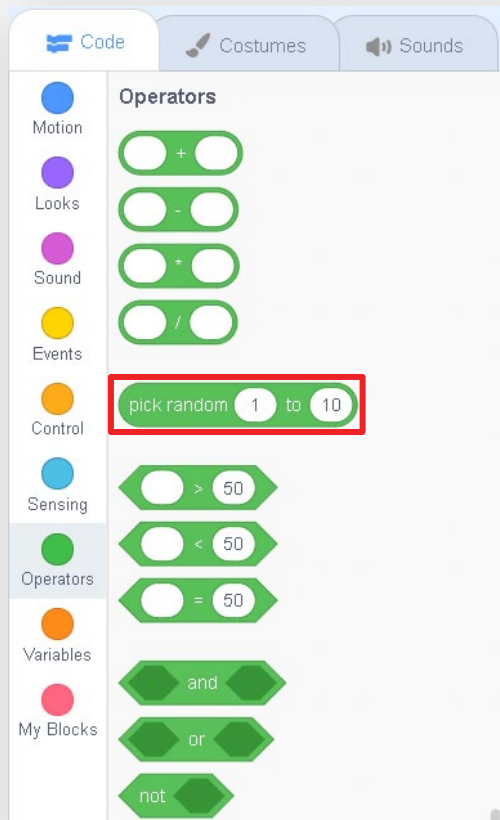 Code
Costumes
Sounds
Motion
Looks
Sound
Events
Control
Sensing
Operators
Variables
My Blocks
Operators
+
-
*
/
pick random 1 to 10
> 50
< 50
= 50
and
or
not